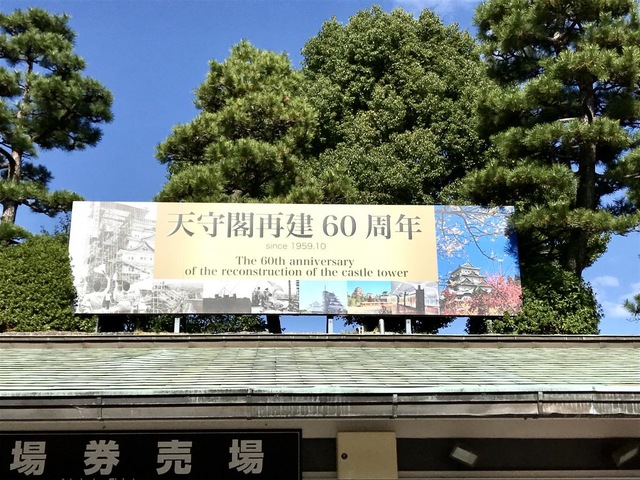 天守閣再建 60 周年
since 1959.10
The 60th anniversary
of the reconstruction of the castle tower
場券売場